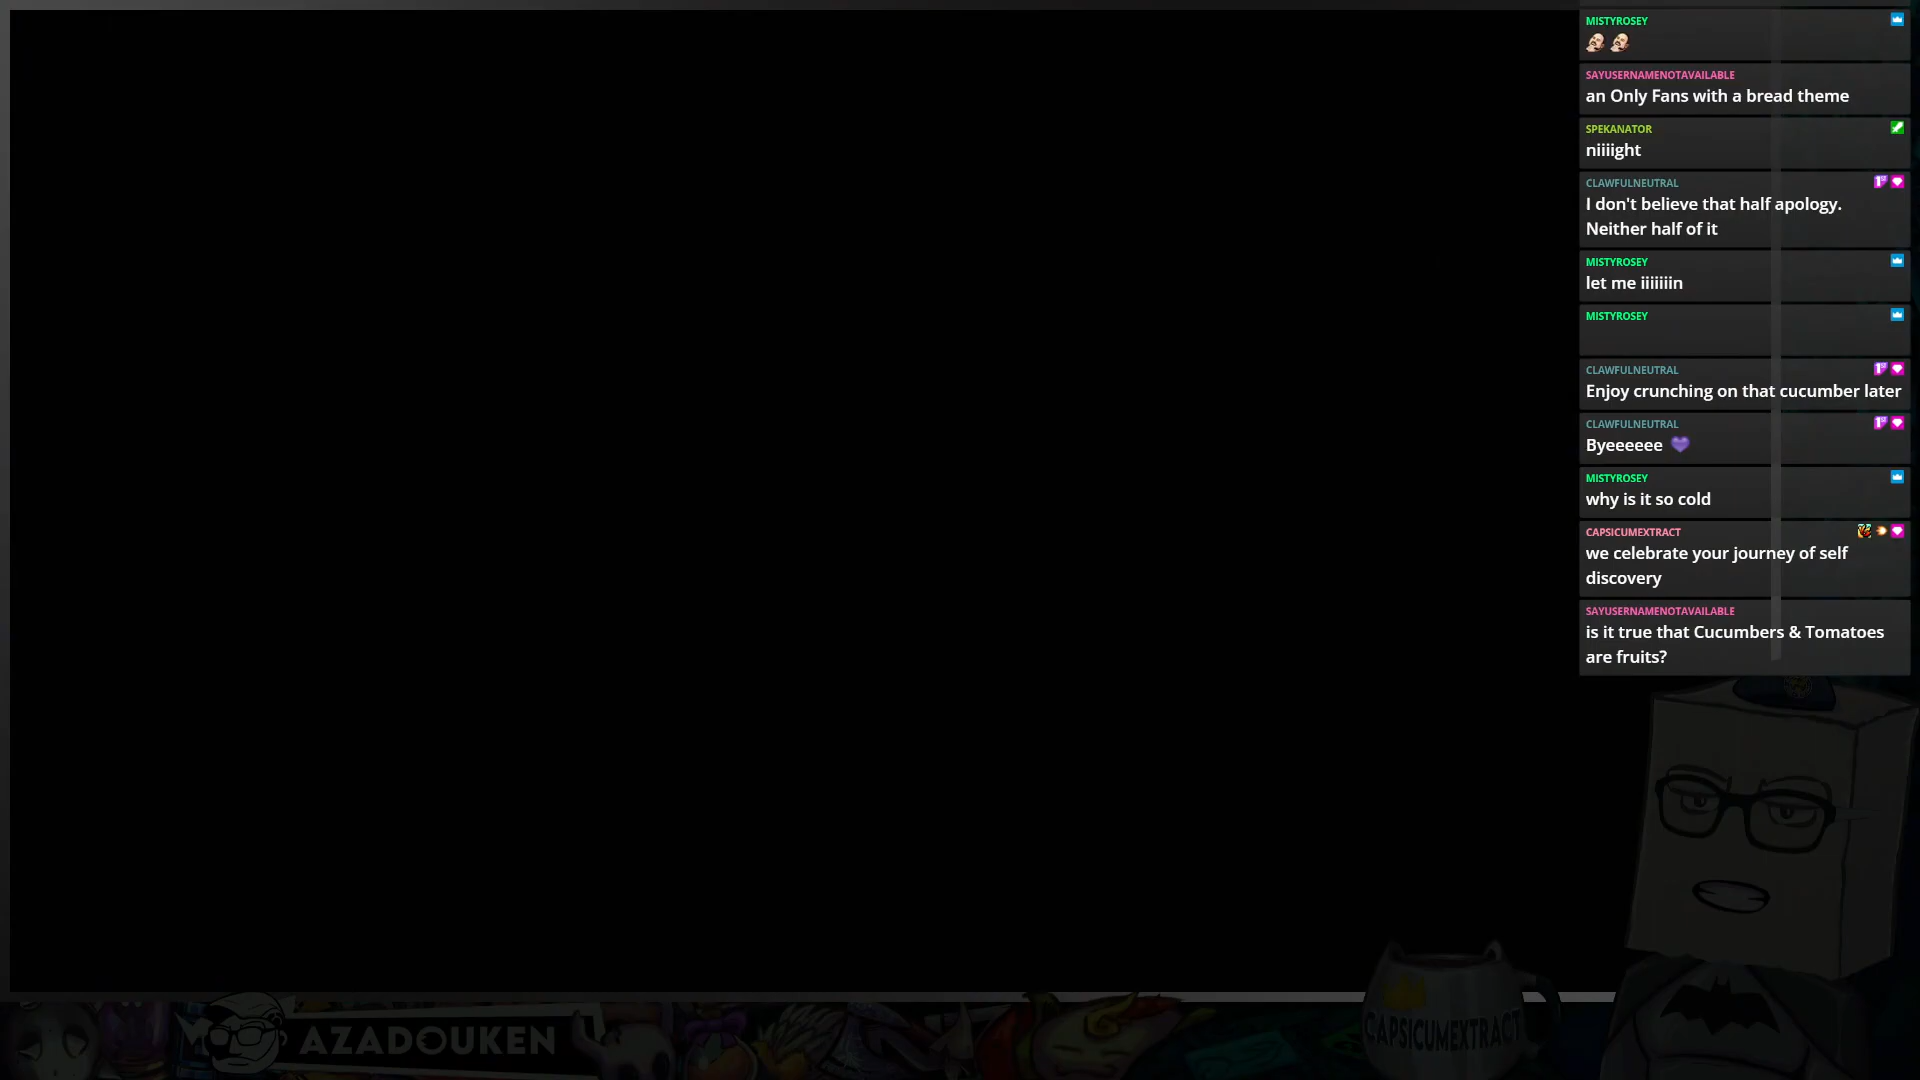 MISTYROSEY
SAYUSERNAMENOTAVAILABLE
an Only Fans with a bread theme
SPEKANATOR
niiiight
CLAWFULNEUTRAL
I don't believe that half apology.
Neither half of it
MISTYROSEY
let me iiiiiiin
MISTYROSEY
CLAWFULNEUTRAL
Enjoy crunching on that cucumber later
CLAWFULNEUTRAL
Byeeeeee
MISTYROSEY
why is it so cold
CAPSICUMEXTRACT
we celebrate your journey of self
discovery
SAYUSERNAMENOTAVAILABLE
is it true that Cucumbers & Tomatoes
are fruits?
CAPSICUMEXTRACT
AZADOUKEN